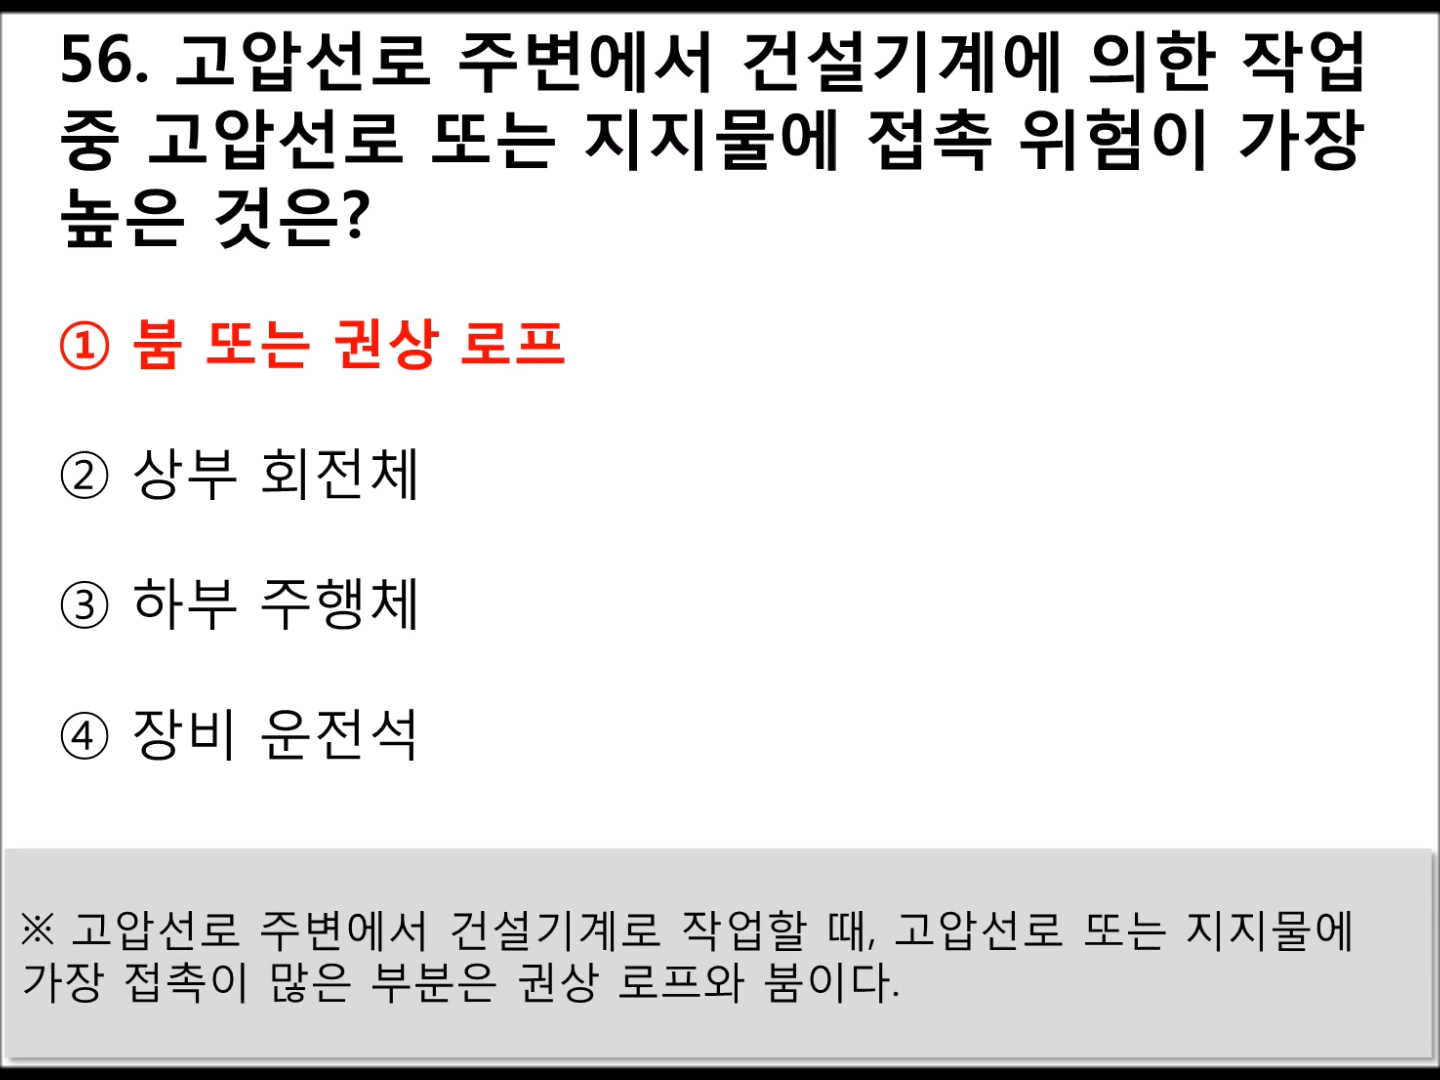 56. 고압선로 주변에서 건설기계에 의한 작업
중 고압선로 또는 지지물에 접촉 위험이 가장
높은 것은?
① 붐 또는 권상 로프
② 상부 회전체
③ 하부 주행체
④ 장비 운전석
※ 고압선로 주변에서 건설기계로 작업할 때, 고압선로 또는 지지물에
가장 접촉이 많은 부분은 권상 로프와 붐이다.